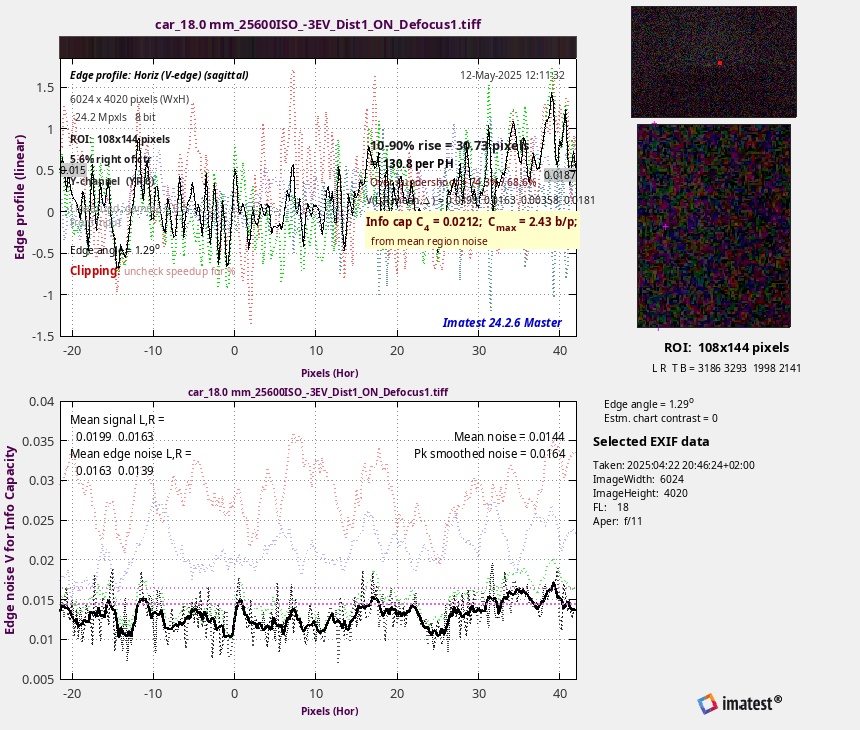 car_18.0 mm_25600ISO_-3EV_Dist1_ON_Defocus1.tiff
Edge profile: Horiz (V-edge) (sagittal)
12-May-2025 12:11:32
6024 x 4020 pixels (WxH)
24.2 Mpxls 8 bit
ROI: 108x144 pixels
5.6% right of ctr
Y-channel
Edge angle = 1.29°
Clipping: uncheck speedup for %
10-90% rise = 30.73 pixels
= 130.8 per PH
0.0187
Info cap C4 = 0.0212; Cmax = 2.43 b/p;
from mean region noise
Imatest 24.2.6 Master
Edge profile (linear)
1.5
1
0.5
0
-0.5
-1
-1.5
-20 -10 0 10 20 30 40
Pixels (Hor)
car_18.0 mm_25600ISO_-3EV_Dist1_ON_Defocus1.tiff
Mean signal L,R =
0.0199 0.0163
Mean edge noise L,R =
0.0163 0.0139
Mean noise = 0.0144
Pk smoothed noise = 0.0164
Edge noise V for Info Capacity
0.04
0.035
0.03
0.025
0.02
0.015
0.01
0.005
-20 -10 0 10 20 30 40
Pixels (Hor)
ROI: 108x144 pixels
L R T B = 3186 3293 1998 2141
Edge angle = 1.29°
Estm. chart contrast = 0
Selected EXIF data
Taken: 2025:04:22 20:46:24+02:00
ImageWidth: 6024
ImageHeight: 4020
FL: 18
Aper: f/11
imatest®